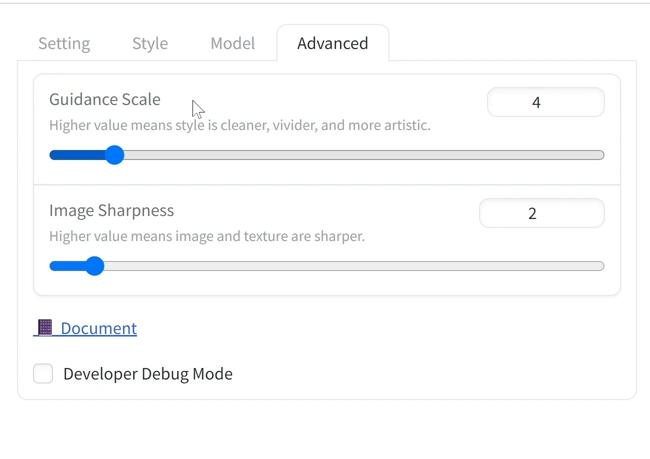 Setting Style Model Advanced
Guidance Scale 4
Higher value means style is cleaner, vivider, and more artistic.
Image Sharpness 2
Higher value means image and texture are sharper.
Document
Developer Debug Mode